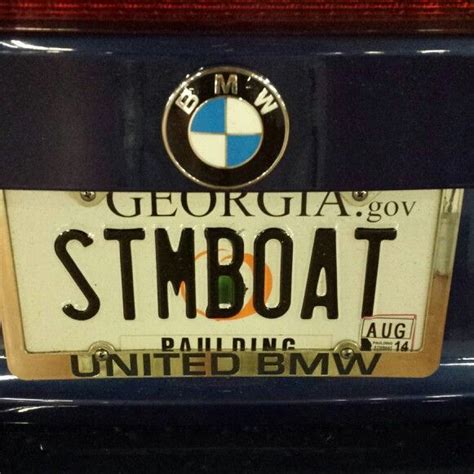 BMW
GEORGIA.gov
STMBOAT
AUG
14
PAULDING
UNITED BMW